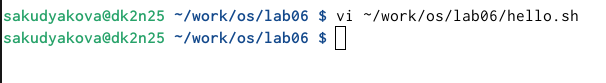 sakudyakova@dk2n25 ~/work/os/lab06 $ vi ~/work/os/lab06/hello.sh
sakudyakova@dk2n25 ~/work/os/lab06 $